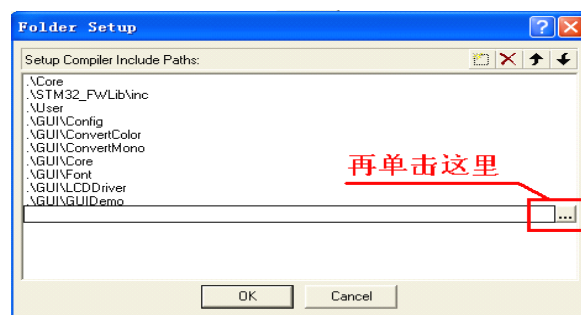 Folder Setup
Setup Compiler Include Paths:
.\Core
.\STM32_FWLib\inc
.\User
.\GUI\Config
.\GUI\ConvertColor
.\GUI\ConvertMono
.\GUI\Core
.\GUI\Font
.\GUI\LCDDriver
.\GUI\GUIDemo
再单击这里
...
OK Cancel